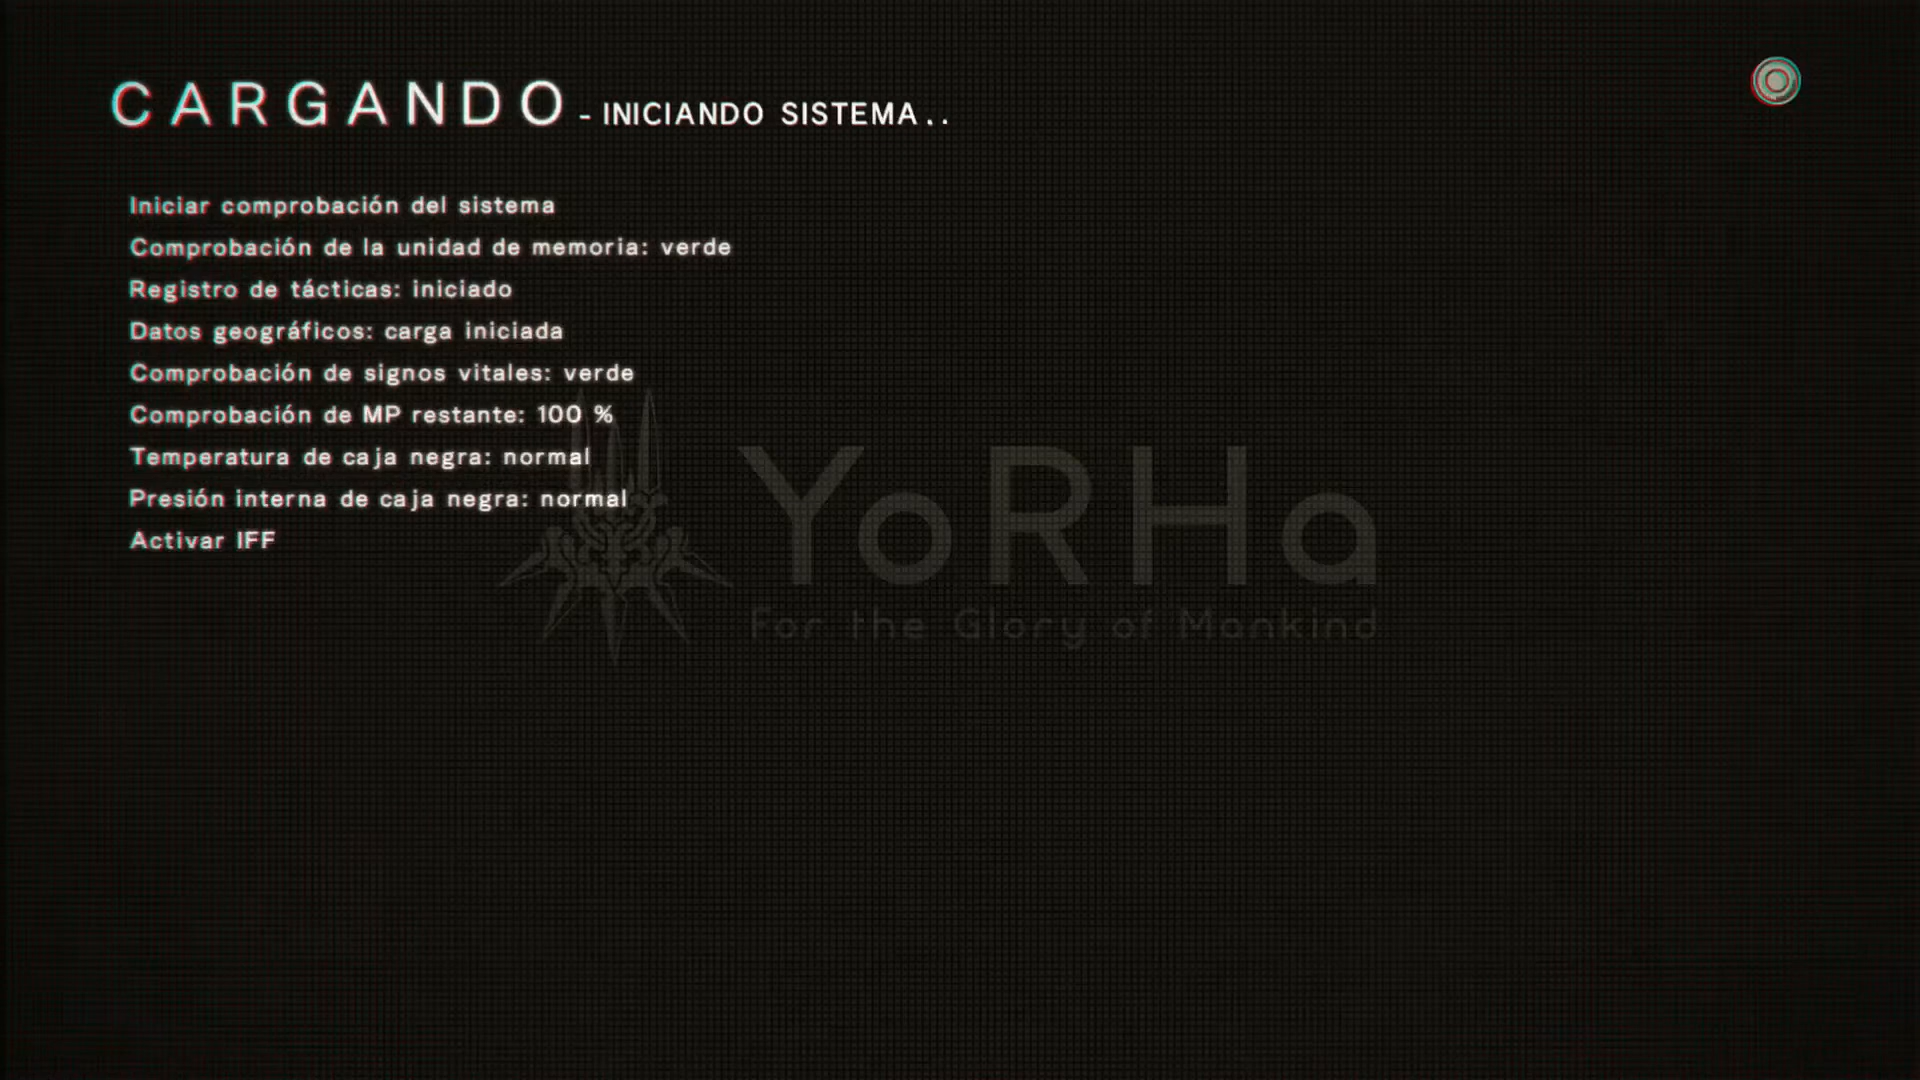 CARGANDO - INICIANDO SISTEMA..
Iniciar comprobación del sistema
Comprobación de la unidad de memoria: verde
Registro de tácticas: iniciado
Datos geográficos: carga iniciada
Comprobación de signos vitales: verde
Comprobación de MP restante: 100 %
Temperatura de caja negra: normal
Presión interna de caja negra: normal
Activar IFF
YoRHa
For the Glory of Mankind